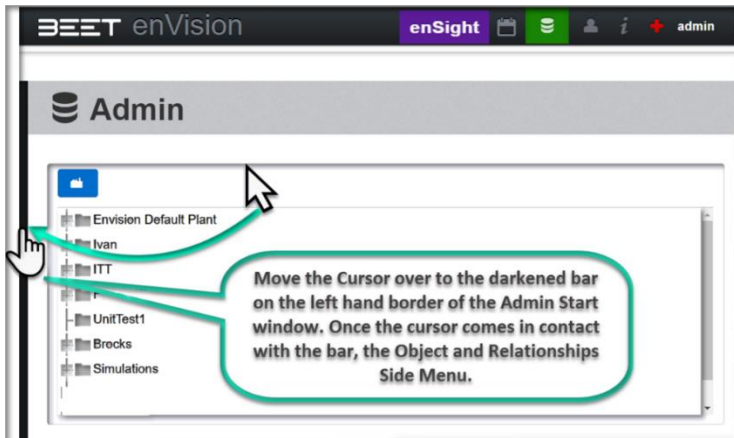 BEET enVision
enSight
i
admin
Admin
Envision Default Plant
Ivan
ITT
UnitTest1
Brocks
Simulations
Move the Cursor over to the darkened bar
on the left hand border of the Admin Start
window. Once the cursor comes in contact
with the bar, the Object and Relationships
Side Menu.